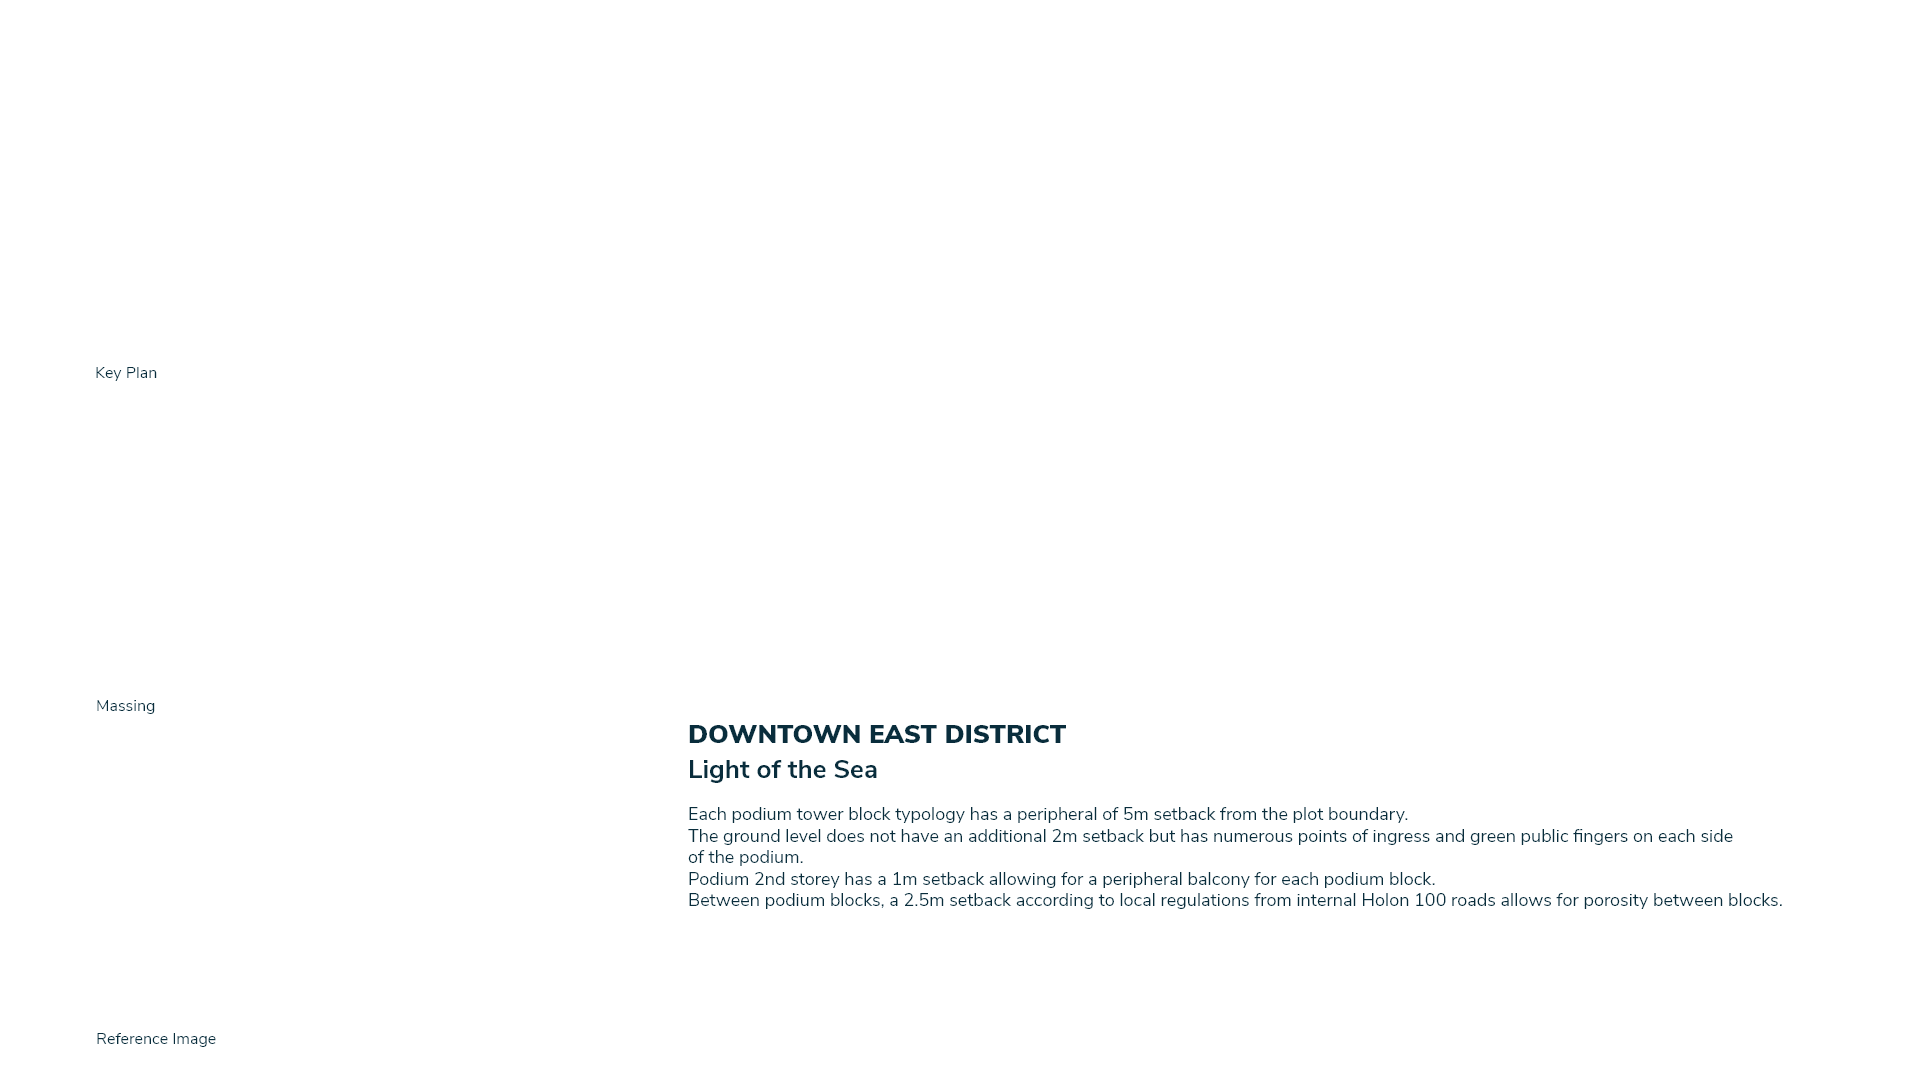 Key Plan
Massing
DOWNTOWN EAST DISTRICT
Light of the Sea
Each podium tower block typology has a peripheral of 5m setback from the plot boundary.
The ground level does not have an additional 2m setback but has numerous points of ingress and green public fingers on each side
of the podium.
Podium 2nd storey has a 1m setback allowing for a peripheral balcony for each podium block.
Between podium blocks, a 2.5m setback according to local regulations from internal Holon 100 roads allows for porosity between blocks.
Reference Image